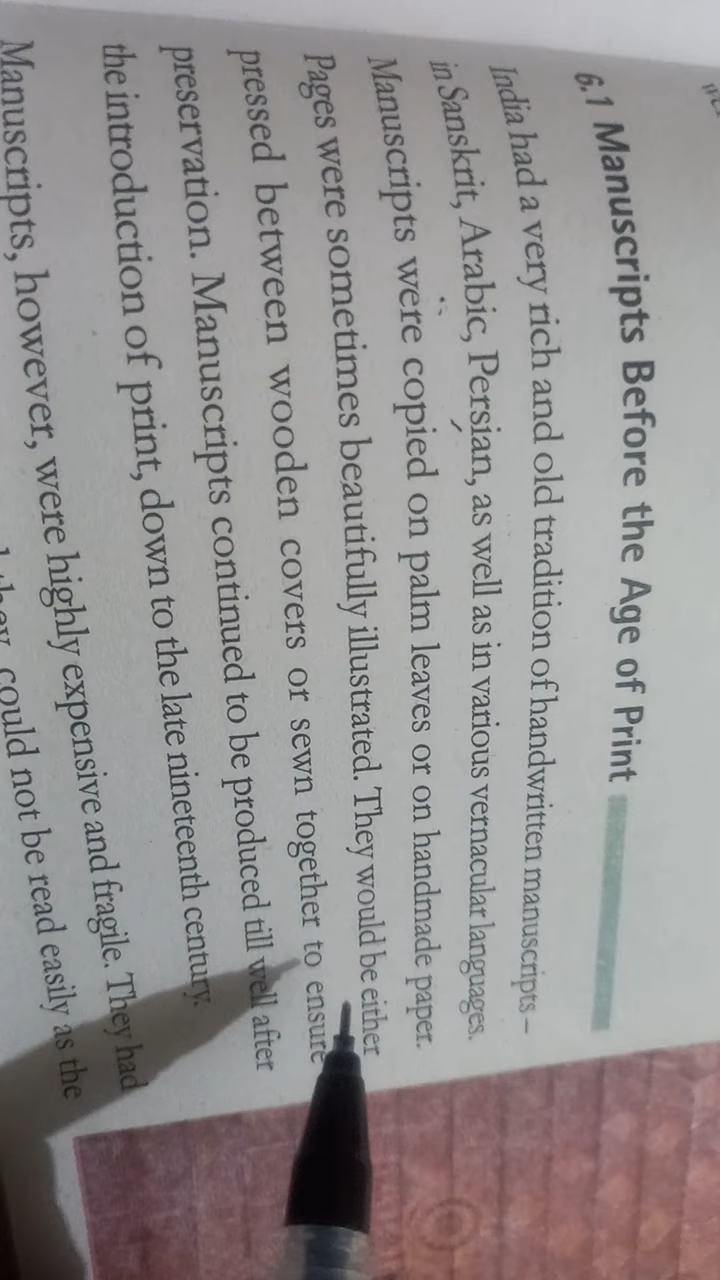 6.1 Manuscripts Before the Age of Print
India had a very rich and old tradition of handwritten manuscripts –
in Sanskrit, Arabic, Persian, as well as in various vernacular languages.
Manuscripts were copied on palm leaves or on handmade paper.
Pages were sometimes beautifully illustrated. They would be either
pressed between wooden covers or sewn together to ensure
preservation. Manuscripts continued to be produced till well after
the introduction of print, down to the late nineteenth century.
Manuscripts, however, were highly expensive and fragile. They had
they could not be read easily as the